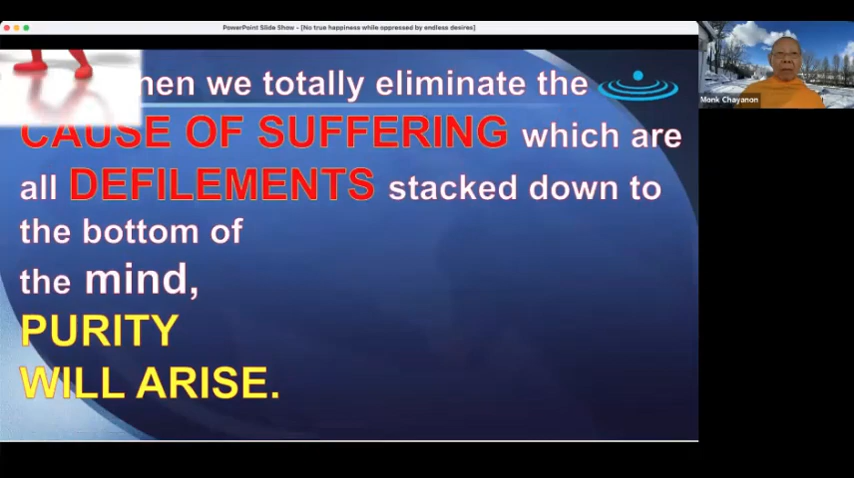 PowerPoint Slide Show - [No true happiness while oppressed by endless desires]
hen we totally eliminate the
CAUSE OF SUFFERING which are
all DEFILEMENTS stacked down to
the bottom of
the mind,
PURITY
WILL ARISE.
Monk Chayanon